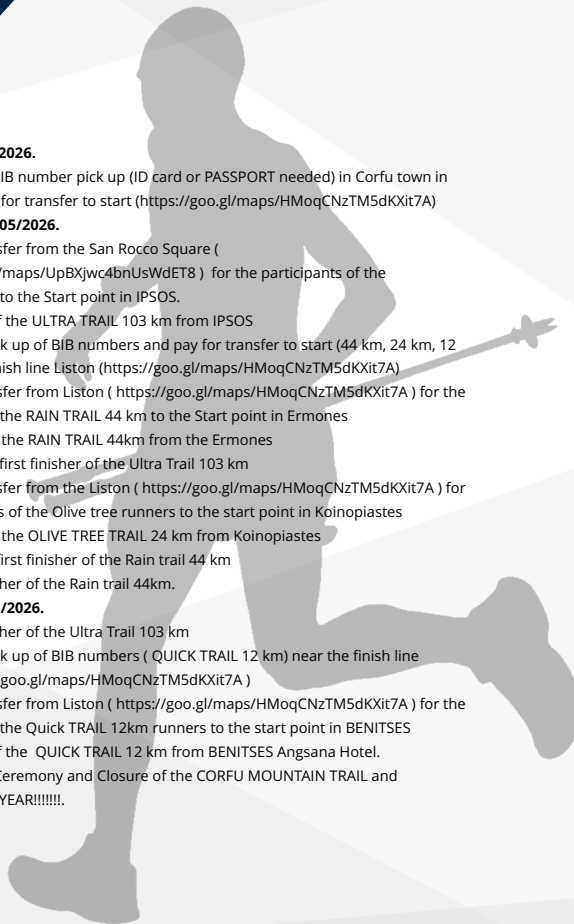 2026.
IB number pick up (ID card or PASSPORT needed) in Corfu town in
for transfer to start (https://goo.gl/maps/HMoqCNzTM5dKXit7A)
05/2026.
sfer from the San Rocco Square (
/maps/UpBXjwc4bnUsWdET8 ) for the participants of the
to the Start point in IPSOS.
f the ULTRA TRAIL 103 km from IPSOS
k up of BIB numbers and pay for transfer to start (44 km, 24 km, 12
nish line Liston (https://goo.gl/maps/HMoqCNzTM5dKXit7A)
sfer from Liston ( https://goo.gl/maps/HMoqCNzTM5dKXit7A ) for the
the RAIN TRAIL 44 km to the Start point in Ermones
the RAIN TRAIL 44km from the Ermones
first finisher of the Ultra Trail 103 km
sfer from the Liston ( https://goo.gl/maps/HMoqCNzTM5dKXit7A ) for
s of the Olive tree runners to the start point in Koinopiastes
the OLIVE TREE TRAIL 24 km from Koinopiastes
first finisher of the Rain trail 44 km
her of the Rain trail 44km.
/2026.
her of the Ultra Trail 103 km
k up of BIB numbers ( QUICK TRAIL 12 km) near the finish line
goo.gl/maps/HMoqCNzTM5dKXit7A )
sfer from Liston ( https://goo.gl/maps/HMoqCNzTM5dKXit7A ) for the
the Quick TRAIL 12km runners to the start point in BENITSES
f the QUICK TRAIL 12 km from BENITSES Angsana Hotel.
Ceremony and Closure of the CORFU MOUNTAIN TRAIL and
YEAR!!!!!!!.